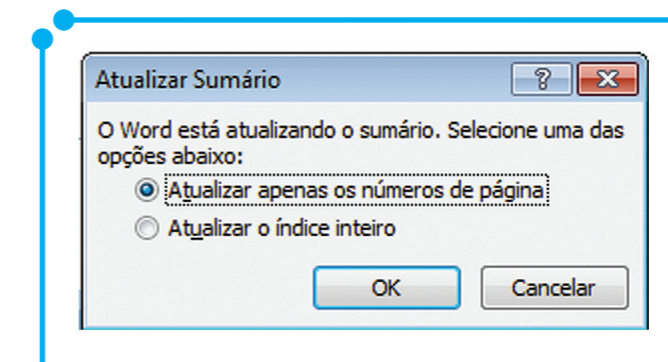 Atualizar Sumário
O Word está atualizando o sumário. Selecione uma das
opções abaixo:
Atualizar apenas os números de página
Atualizar o índice inteiro
OK
Cancelar